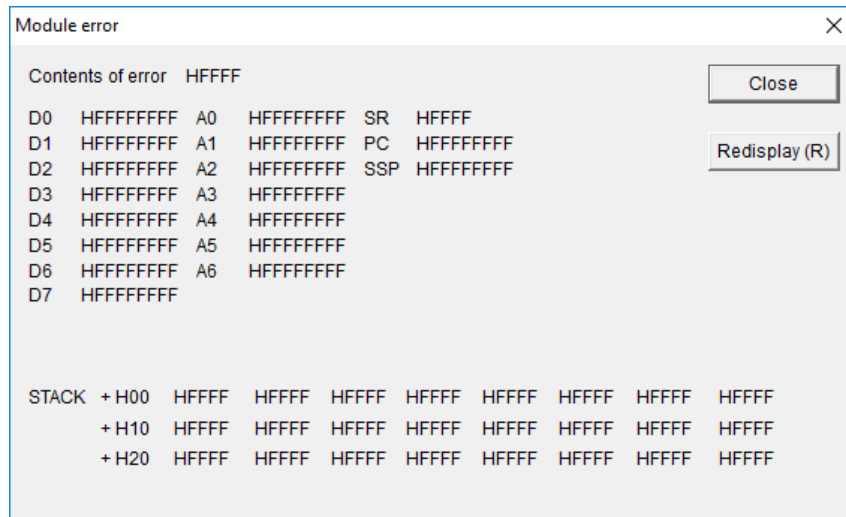 Module error
Contents of error HFFFF
Close
D0 HFFFFFFFF A0 HFFFFFFFF SR HFFFF
D1 HFFFFFFFF A1 HFFFFFFFF PC HFFFFFFFF
Redisplay (R)
D2 HFFFFFFFF A2 HFFFFFFFF SSP HFFFFFFFF
D3 HFFFFFFFF A3 HFFFFFFFF
D4 HFFFFFFFF A4 HFFFFFFFF
D5 HFFFFFFFF A5 HFFFFFFFF
D6 HFFFFFFFF A6 HFFFFFFFF
D7 HFFFFFFFF
STACK + H00 HFFFF HFFFF HFFFF HFFFF HFFFF HFFFF HFFFF HFFFF
+ H10 HFFFF HFFFF HFFFF HFFFF HFFFF HFFFF HFFFF HFFFF
+ H20 HFFFF HFFFF HFFFF HFFFF HFFFF HFFFF HFFFF HFFFF